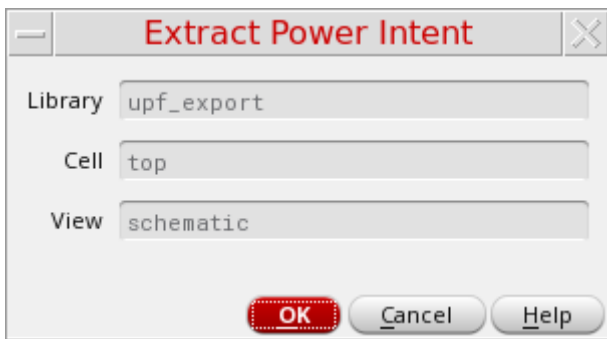 Extract Power Intent
Library upf_export
Cell top
View schematic
OK Cancel Help